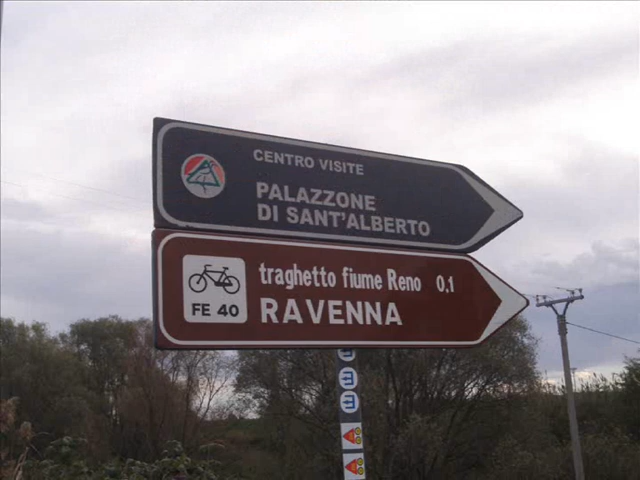 CENTRO VISITE
PALAZZONE
DI SANT'ALBERTO
traghetto fiume Reno 0,1
FE 40
RAVENNA